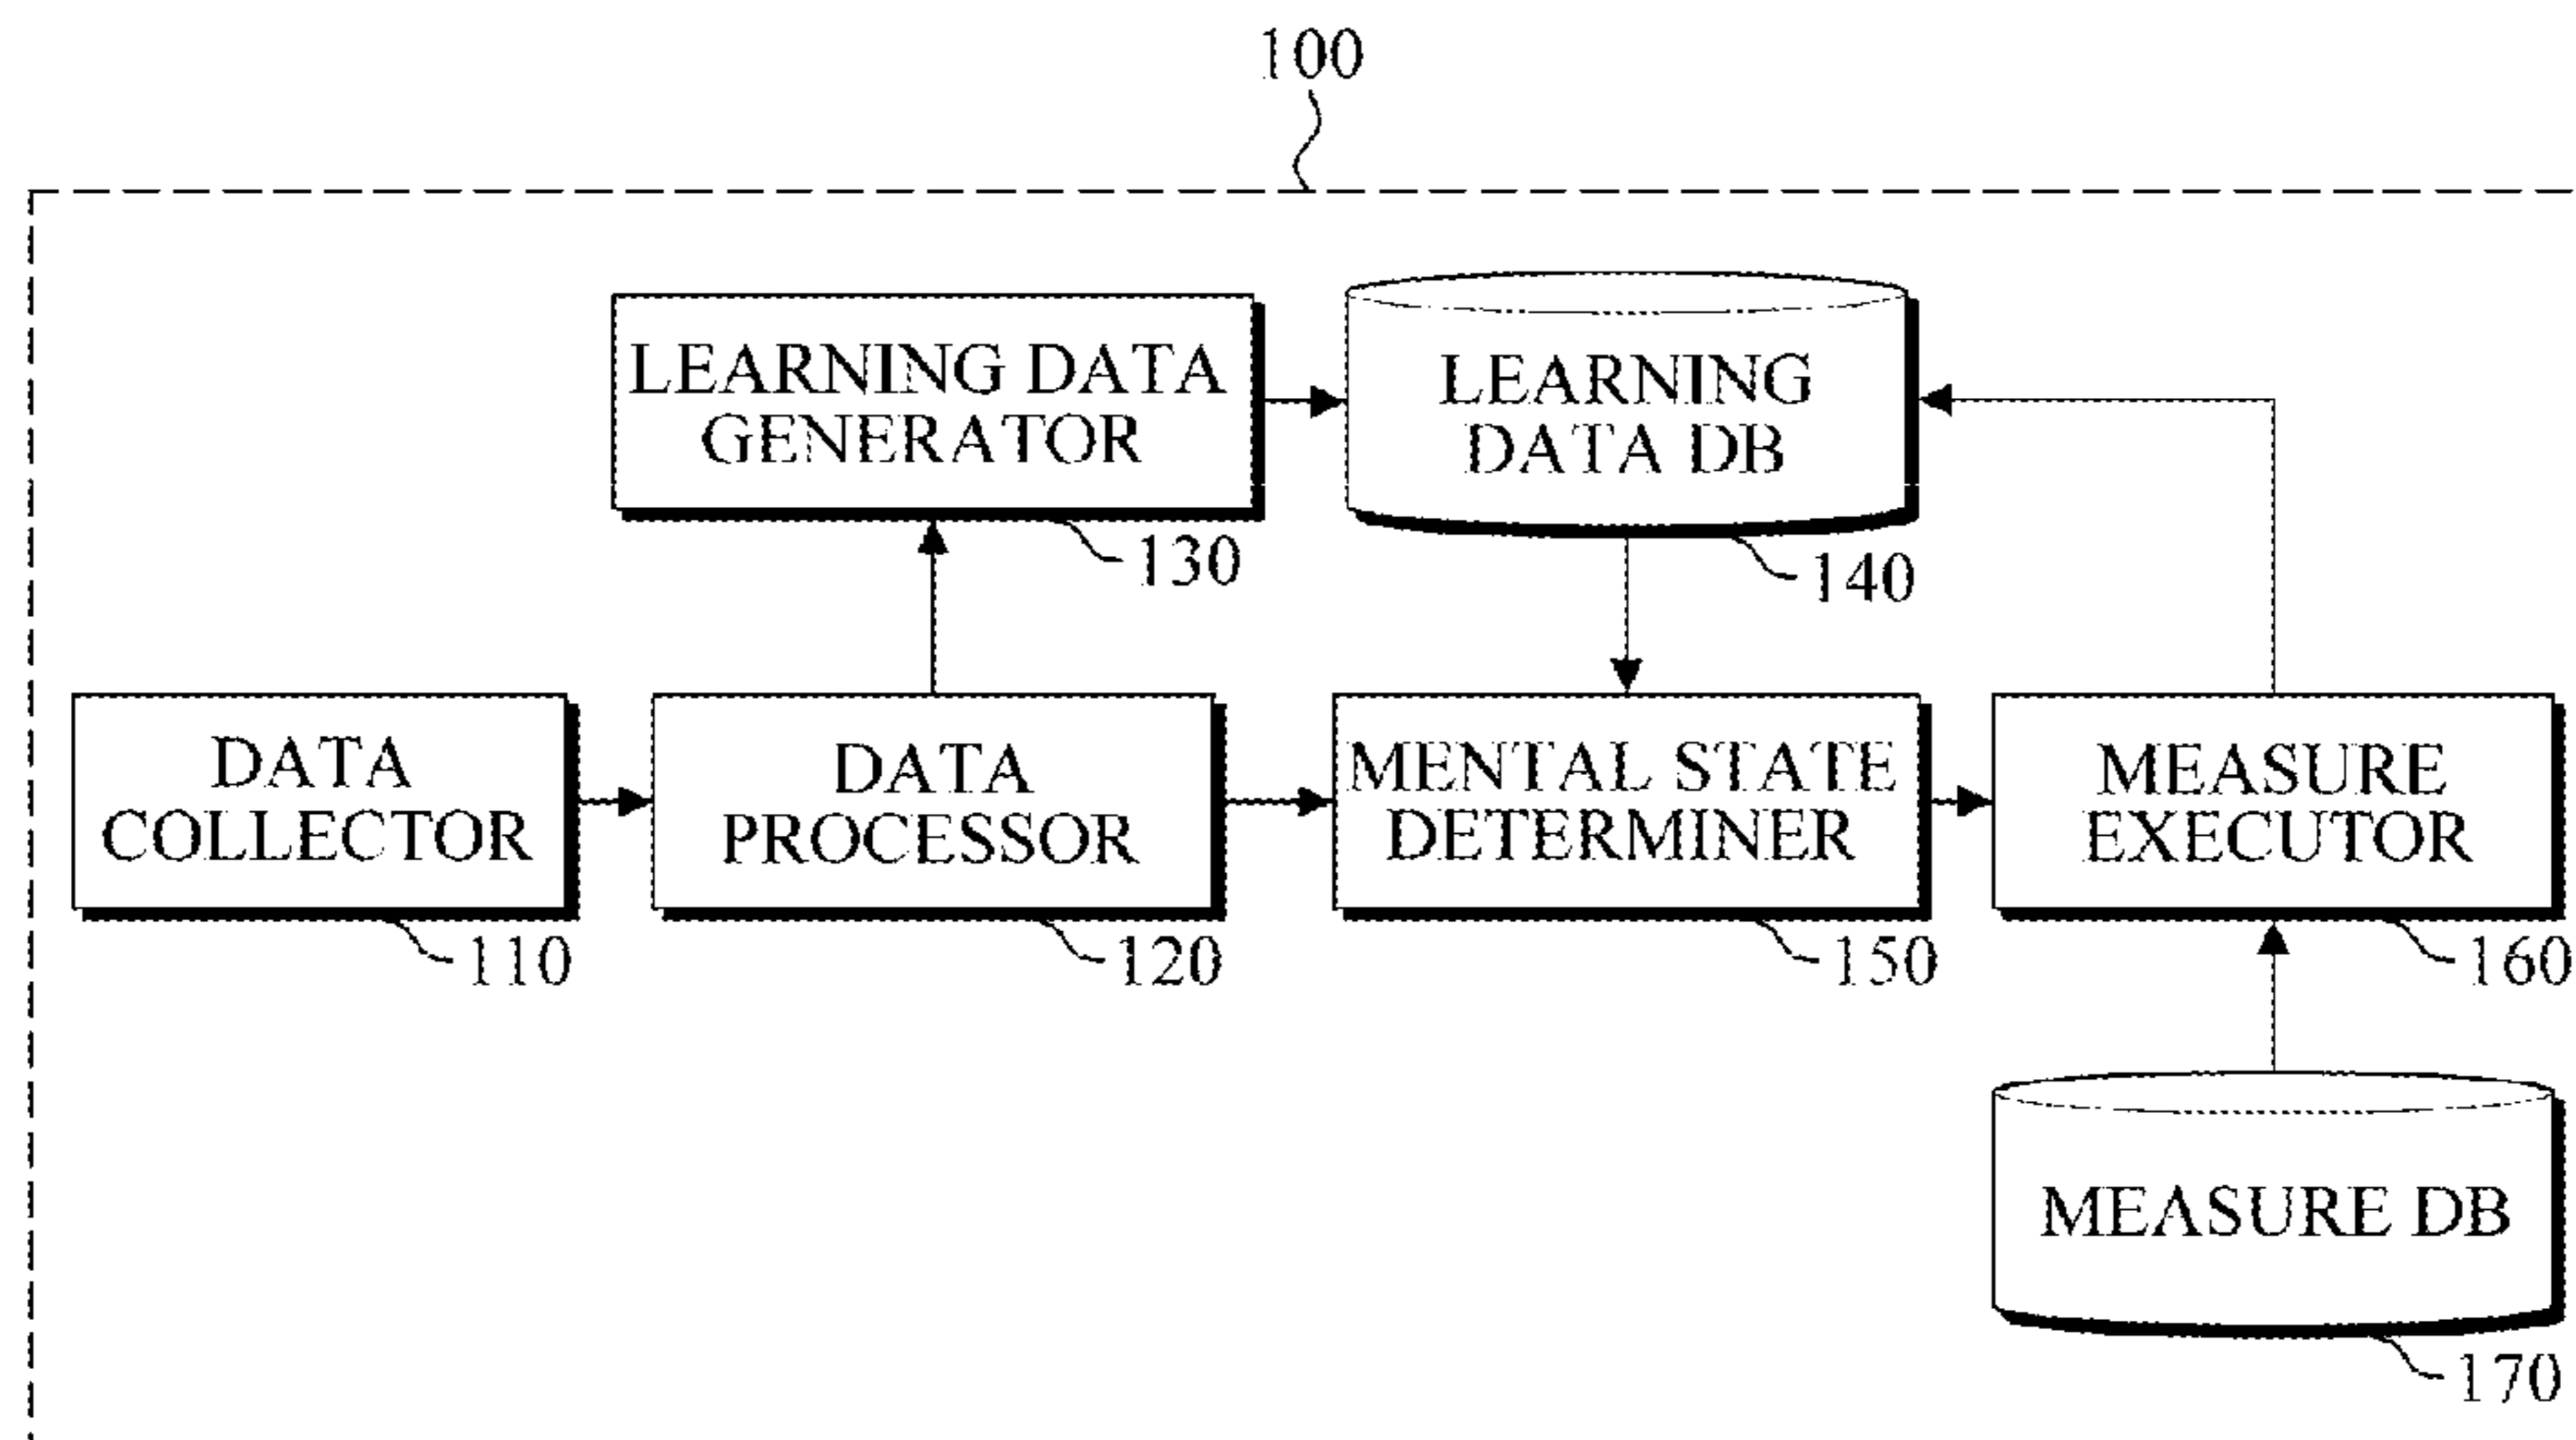 100
LEARNING DATA
GENERATOR
130
LEARNING
DATA DB
140
DATA
COLLECTOR
110
DATA
PROCESSOR
120
MENTAL STATE
DETERMINER
150
MEASURE
EXECUTOR
160
MEASURE DB
170